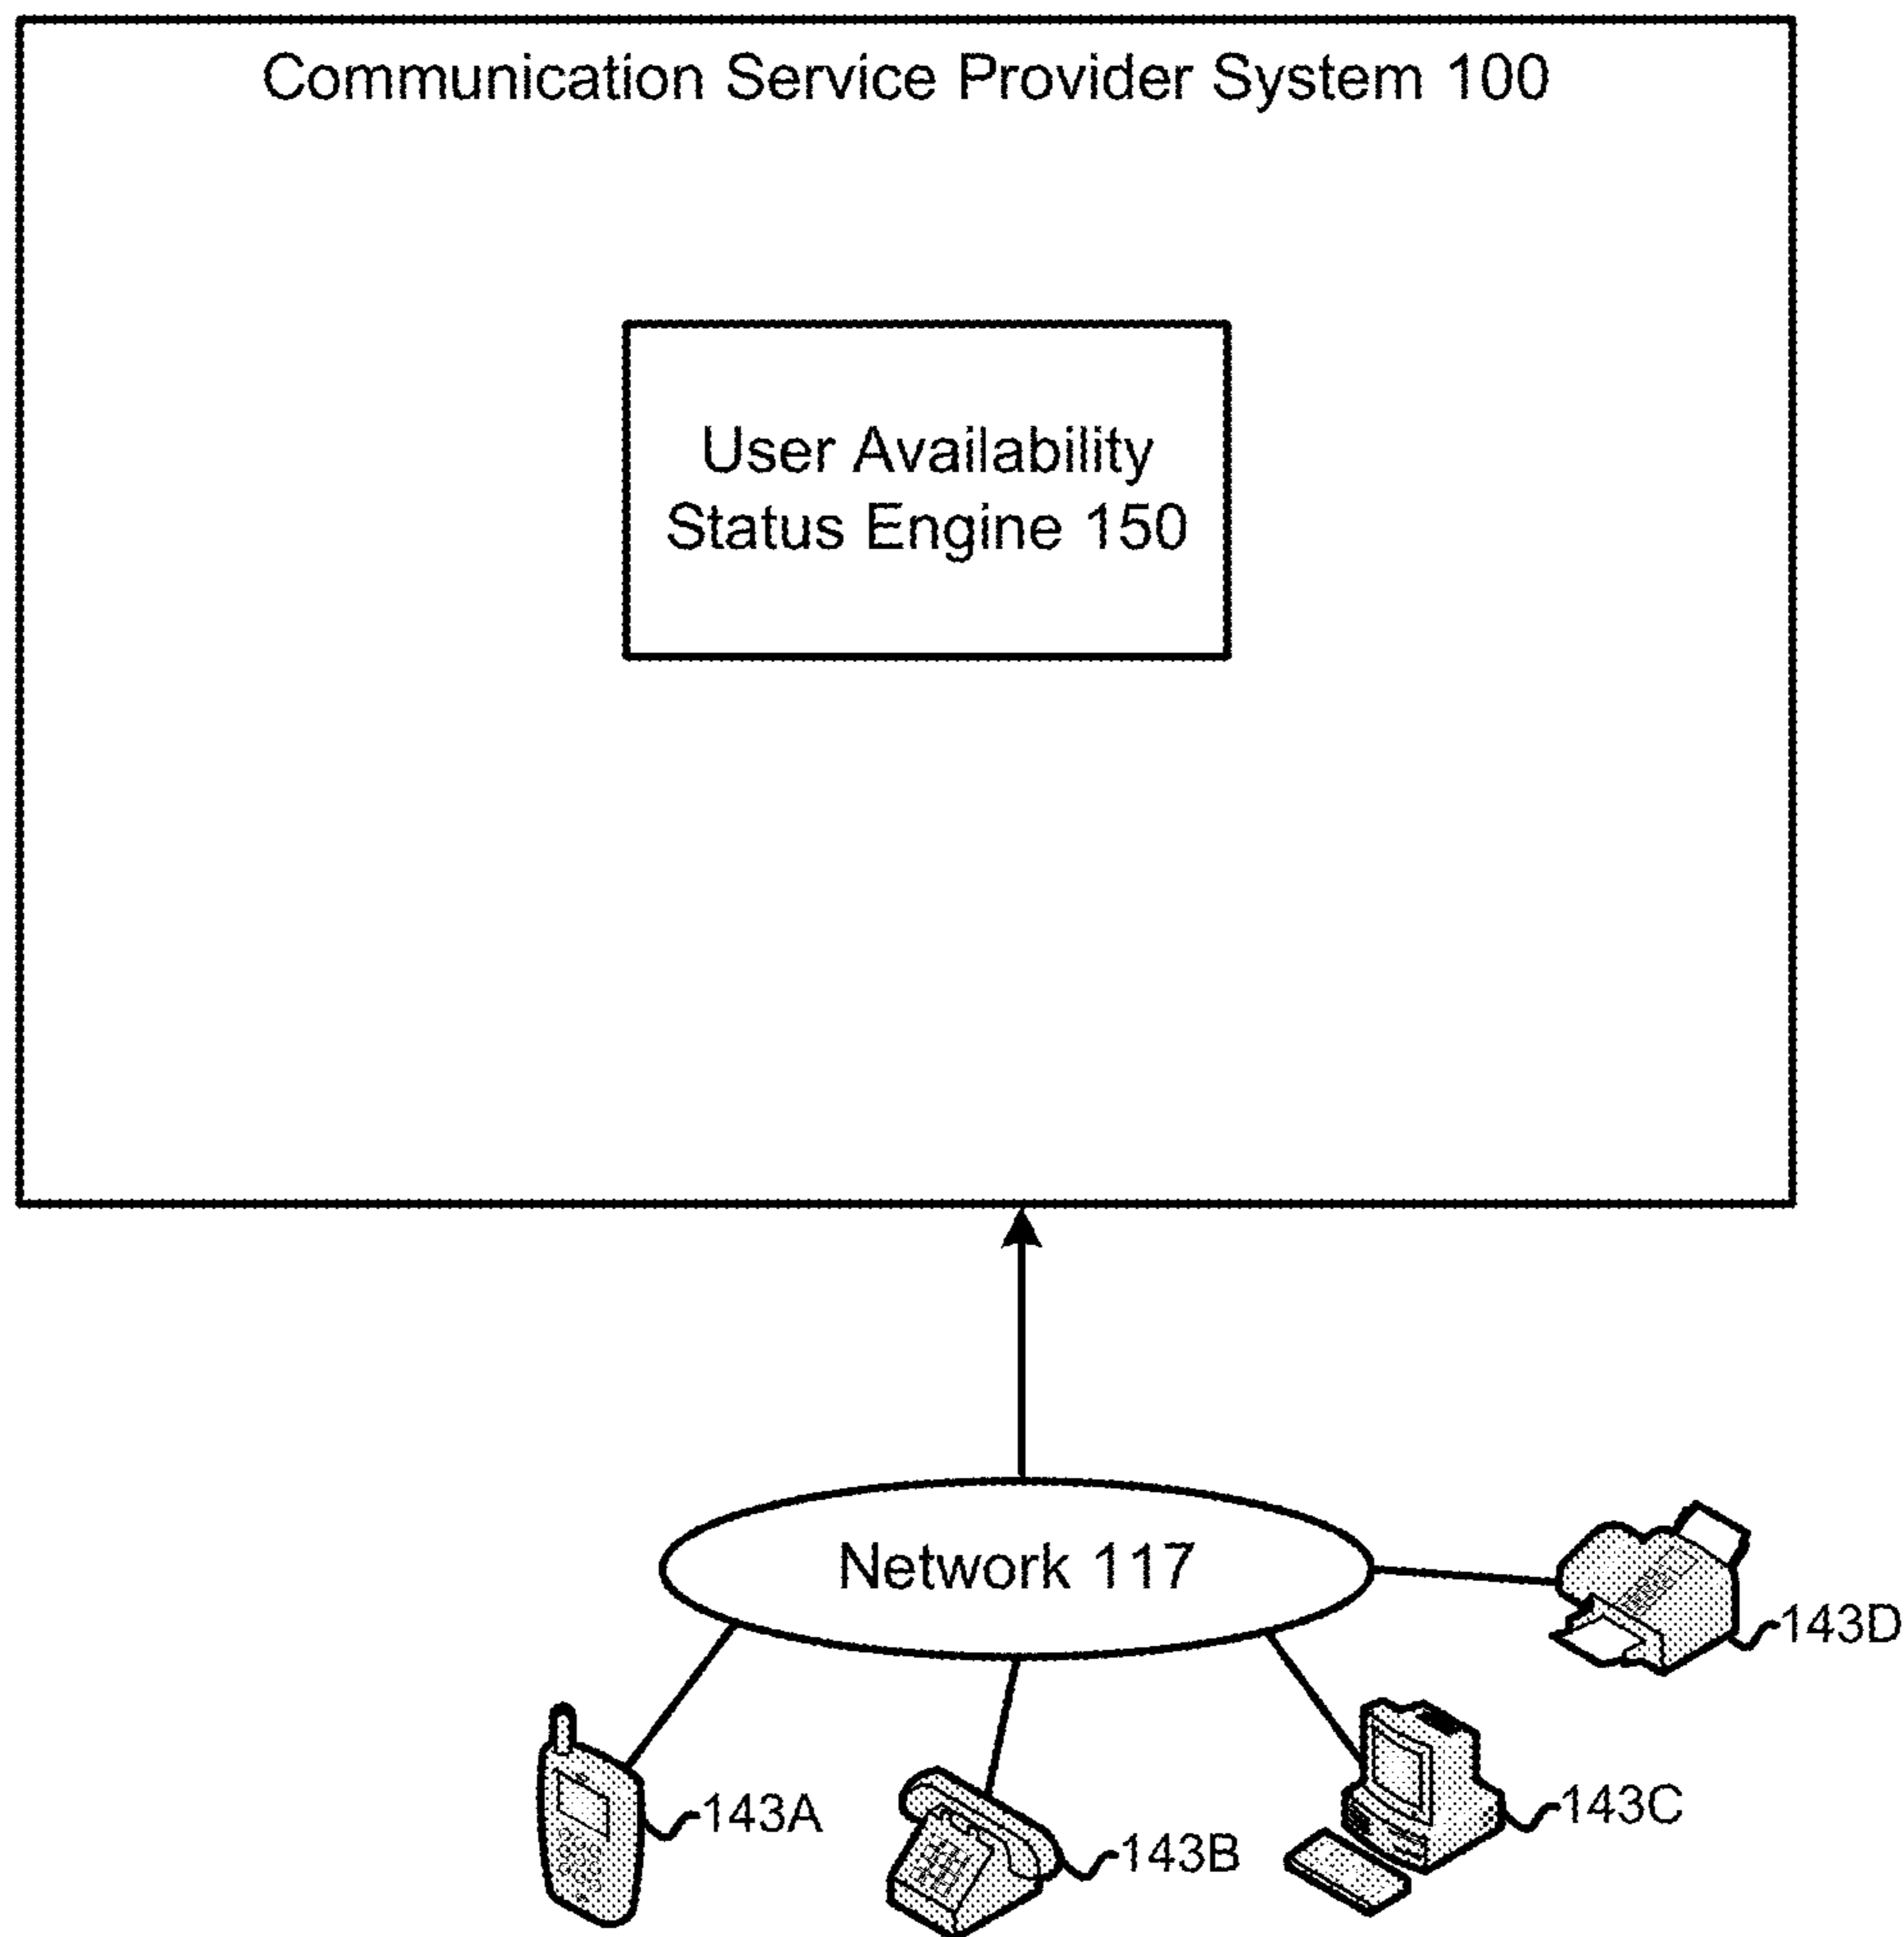 Communication Service Provider System 100
User Availability
Status Engine 150
Network 117
143D
143A
143B
143C